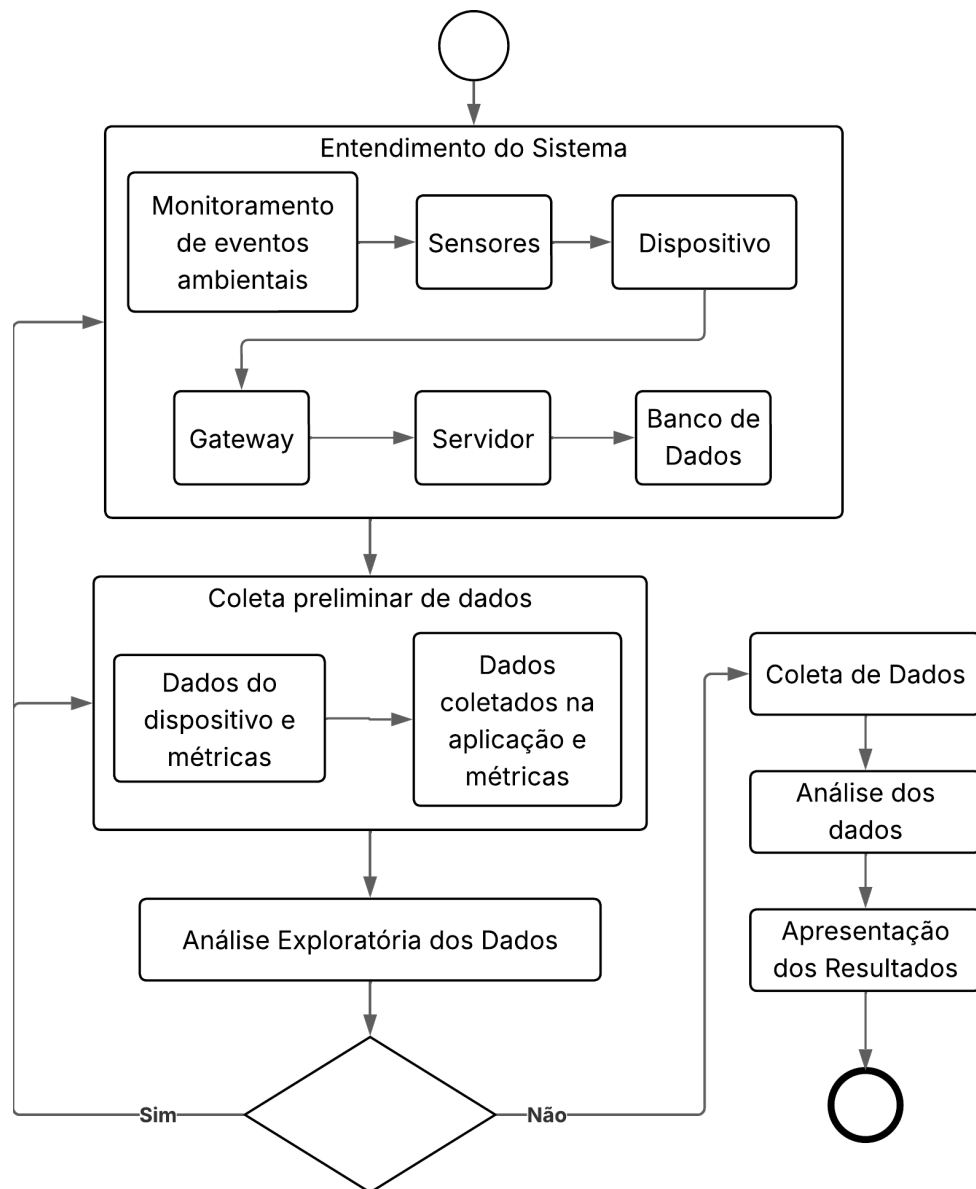 Entendimento do Sistema
Monitoramento
de eventos
ambientais
Sensores
Dispositivo
Gateway
Servidor
Banco de
Dados
Coleta preliminar de dados
Dados do
dispositivo e
métricas
Dados
coletados na
aplicação e
métricas
Análise Exploratória dos Dados
Sim
Não
Coleta de Dados
Análise dos
dados
Apresentação
dos Resultados